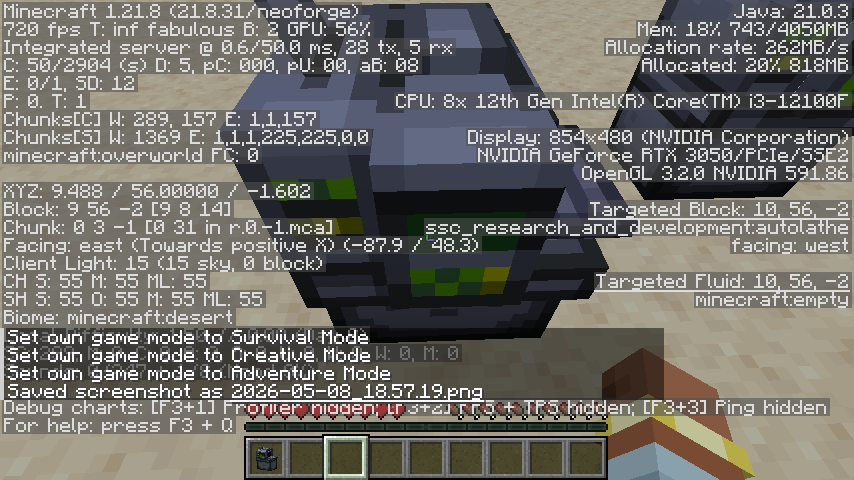 Minecraft 1.21.8 (21.8.31/neoforge)
720 fps T: inf fabulous B: 2 GPU: 56%
Integrated server @ 0.6/50.0 ms, 28 tx, 5 rx
C: 50/2904 (s) D: 5, pC: 000, pU: 00, aB: 08
E: 0/1, SD: 12
P: 0. T: 1
Chunks[C] W: 289, 157 E: 1,1,157
Chunks[S] W: 1369 E: 1,1,1,225,225,0,0
minecraft:overworld FC: 0
XYZ: 9.488 / 56.00000 / -1.602
Block: 9 56 -2 [9 8 14]
Chunk: 0 3 -1 [0 31 in r.0.-1.mca]
Facing: east (Towards positive X) (-87.9 / 48.3)
Client Light: 15 (15 sky, 0 block)
CH S: 55 M: 55 ML: 55
SH S: 55 O: 55 M: 55 ML: 55
Biome: minecraft:desert
Set own game mode to Survival Mode
Set own game mode to Creative Mode
W: 0, M: 0
Set own game mode to Adventure Mode
Saved screenshot as 2026-05-08_18.57.19.png
Debug charts: [F3+1] hidden; [F3+3] Ping hidden
For help: press F3 + Q
Java: 21.0.3
Mem: 18% 743/4050MB
Allocation rate: 262MB/s
Allocated: 20% 818MB
CPU: 8x 12th Gen Intel(R) Core(TM) i3-12100F
Display: 854x480 (NVIDIA Corporation)
NVIDIA GeForce RTX 3050/PCIe/SSE2
OpenGL 3.2.0 NVIDIA 591.86
Targeted Block: 10, 56, -2
ssc_research_and_development:autolathe
facing: west
Targeted Fluid: 10, 56, -2
minecraft:empty